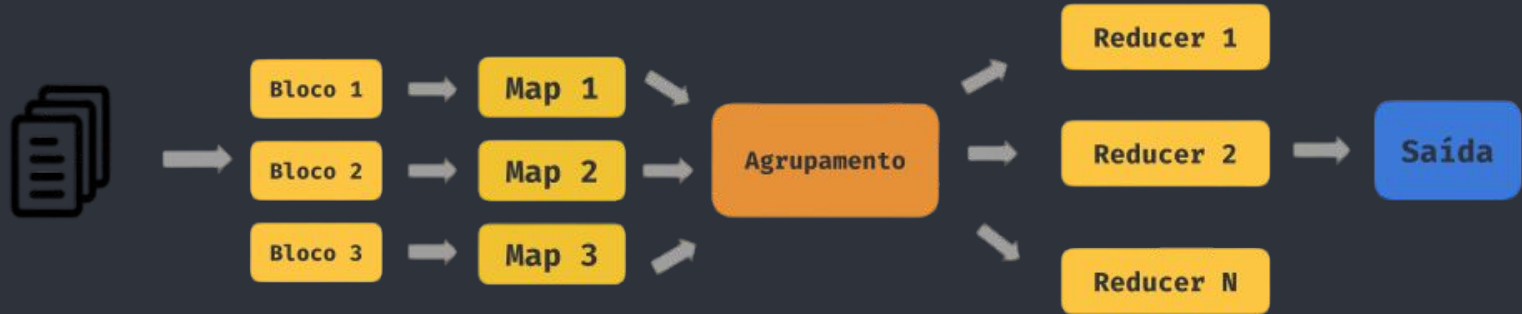 Bloco 1
Bloco 2
Bloco 3
Map 1
Map 2
Map 3
Agrupamento
Reducer 1
Reducer 2
Reducer N
Saída